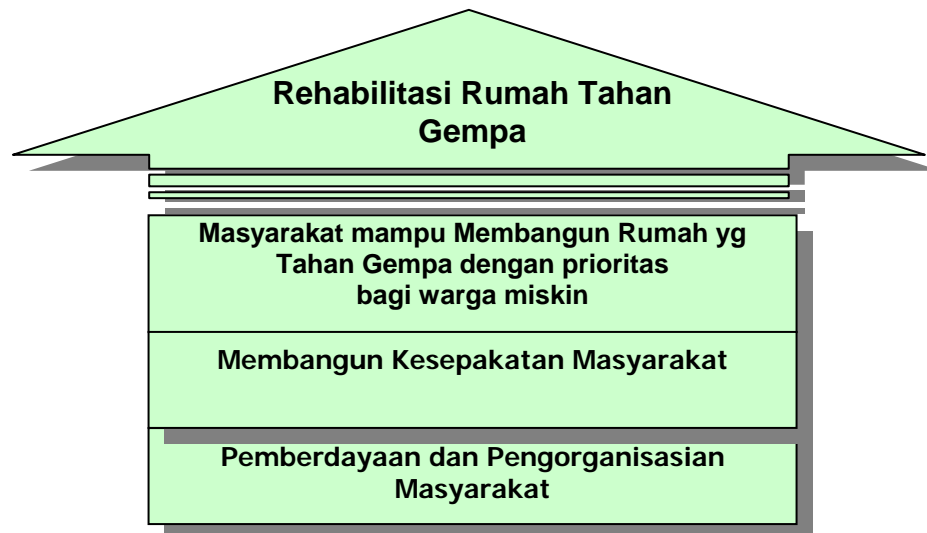 Rehabilitasi Rumah Tahan
Gempa
Masyarakat mampu Membangun Rumah yg
Tahan Gempa dengan prioritas
bagi warga miskin
Membangun Kesepakatan Masyarakat
Pemberdayaan dan Pengorganisasian
Masyarakat